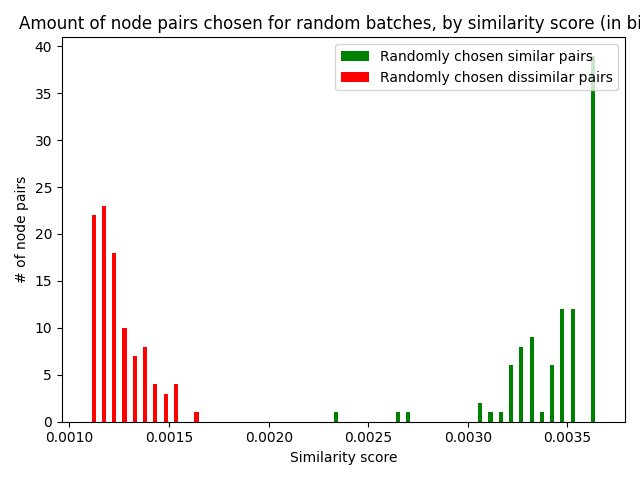 Amount of node pairs chosen for random batches, by similarity score (in bi
Randomly chosen similar pairs
Randomly chosen dissimilar pairs
# of node pairs
40
35
30
25
20
15
10
5
0
0.0010 0.0015 0.0020 0.0025 0.0030 0.0035
Similarity score